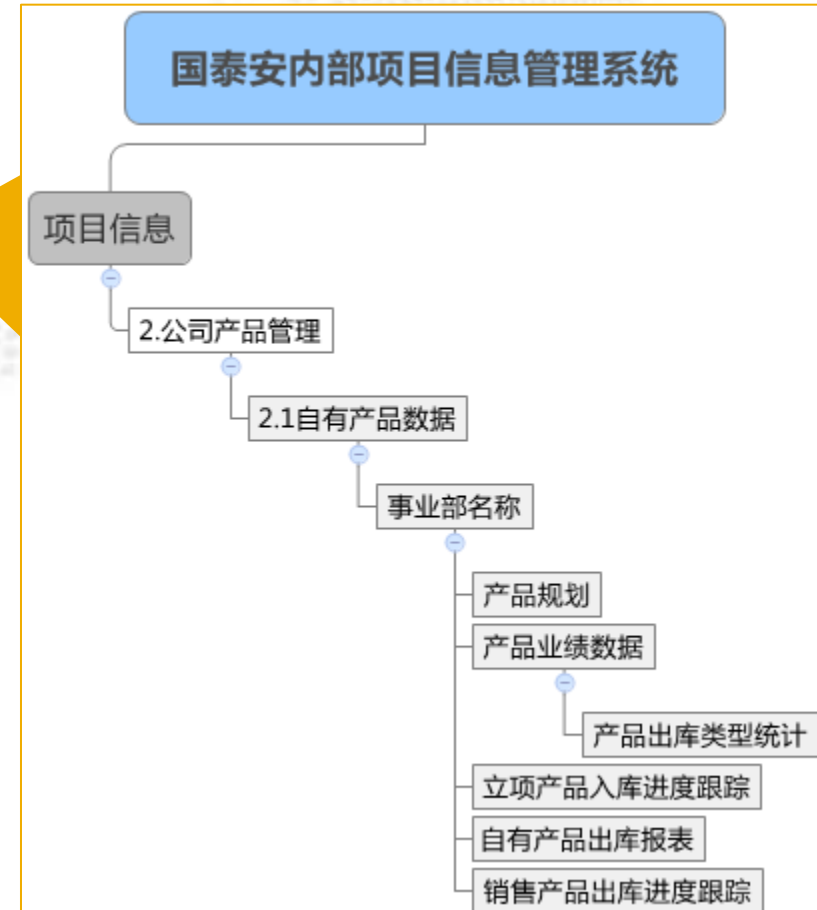 国泰安内部项目信息管理系统
项目信息
2.公司产品管理
2.1自有产品数据
事业部名称
产品规划
产品业绩数据
产品出库类型统计
立项产品入库进度跟踪
自有产品出库报表
销售产品出库进度跟踪